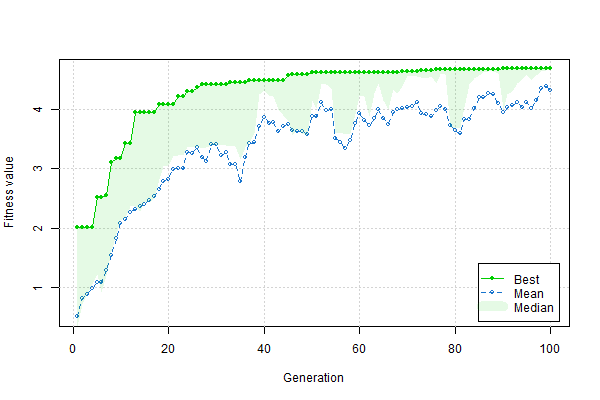 Fitness value
4
3
2
1
Best
Mean
Median
0 20 40 60 80 100
Generation